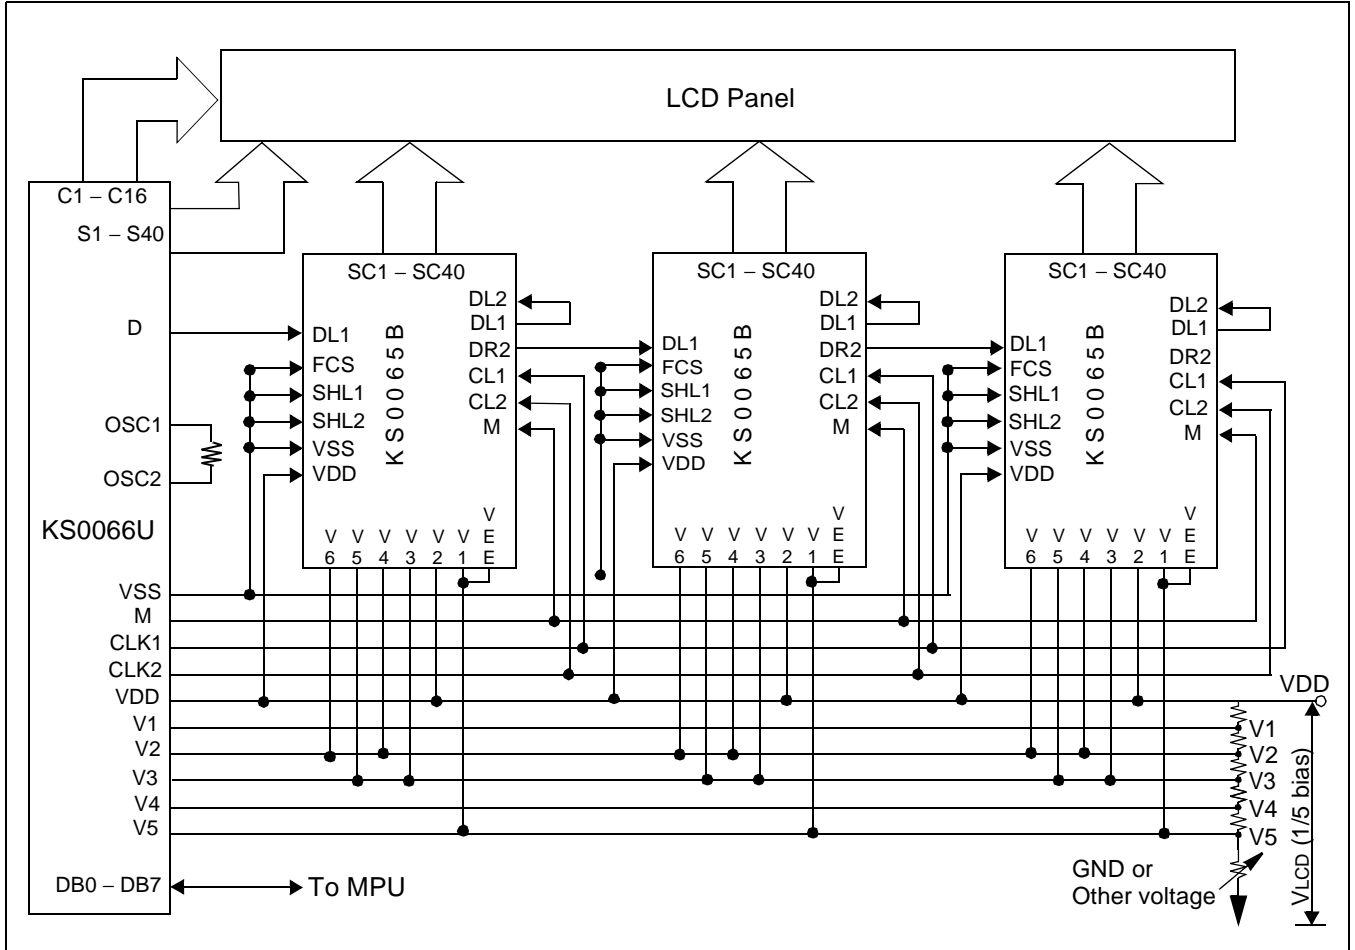 LCD Panel
C1 – C16
S1 – S40
D
OSC1
OSC2
KS0066U
VSS
M
CLK1
CLK2
VDD
V1
V2
V3
V4
V5
DB0 – DB7
To MPU
SC1 – SC40
DL1
FCS
SHL1
SHL2
VSS
VDD
KS0065B
DL2
DL1
DR2
CL1
CL2
M
V6 V5 V4 V3 V2 V1 VEE
SC1 – SC40
DL1
FCS
SHL1
SHL2
VSS
VDD
KS0065B
DL2
DL1
DR2
CL1
CL2
M
V6 V5 V4 V3 V2 V1 VEE
SC1 – SC40
DL1
FCS
SHL1
SHL2
VSS
VDD
KS0065B
DL2
DL1
DR2
CL1
CL2
M
V6 V5 V4 V3 V2 V1 VEE
VDD
V1
V2
V3
V4
V5
VLCD (1/5 bias)
GND or
Other voltage